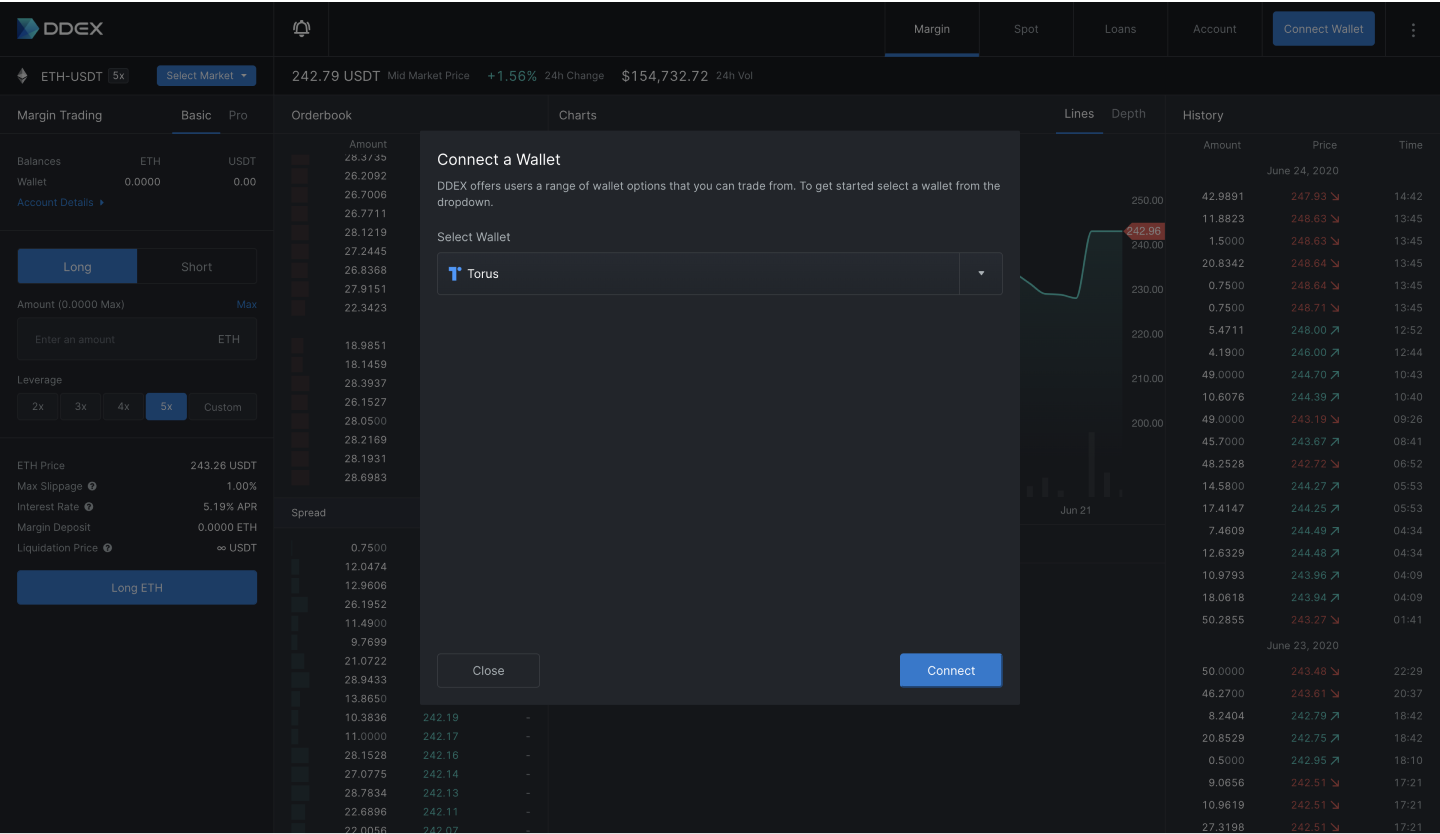 DDEX
Margin
Spot
Loans
Account
Connect Wallet
ETH-USDT 5x
Select Market
242.79 USDT Mid Market Price +1.56% 24h Change $154,732.72 24h Vol
Margin Trading
Basic
Pro
Balances ETH USDT
Wallet 0.0000 0.00
Account Details
Long
Short
Amount (0.0000 Max) Max
Enter an amount ETH
Leverage
2x 3x 4x 5x Custom
ETH Price 243.26 USDT
Max Slippage 1.00%
Interest Rate 5.19% APR
Margin Deposit 0.0000 ETH
Liquidation Price ∞ USDT
Long ETH
Orderbook
Amount
28.3735
26.2092
26.7006
26.7711
28.1219
27.2445
26.8368
27.9151
22.3423
18.9851
18.1459
28.3937
26.1527
28.0500
28.2169
28.1931
28.6983
Spread
0.7500
12.0474
12.9606
26.1952
11.4900
9.7699
21.0722
28.9433
13.8650
10.3836 242.19 -
11.0000 242.17 -
28.1528 242.16 -
27.0775 242.14 -
28.7834 242.13 -
22.6896 242.11 -
22.0056 242.07 -
Charts
Lines
Depth
Connect a Wallet
DDEX offers users a range of wallet options that you can trade from. To get started select a wallet from the
dropdown.
Select Wallet
Torus
Close
Connect
250.00
242.96
240.00
230.00
220.00
210.00
200.00
Jun 21
History
Amount Price Time
June 24, 2020
42.9891 247.93 14:42
11.8823 248.63 13:45
1.5000 248.63 13:45
20.8342 248.64 13:45
0.7500 248.64 13:45
0.7500 248.71 13:45
5.4711 248.00 12:52
4.1900 246.00 12:44
49.0000 244.70 10:43
10.6076 244.39 10:40
49.0000 243.19 09:26
45.7000 243.67 08:41
48.2528 242.72 06:52
14.5800 244.27 05:53
17.4147 244.25 05:53
7.4609 244.49 04:34
12.6329 244.48 04:34
10.9793 243.96 04:09
18.0618 243.94 04:09
50.2855 243.27 01:41
June 23, 2020
50.0000 243.48 22:29
46.2700 243.61 20:37
8.2404 242.79 18:42
20.8529 242.75 18:42
0.5000 242.95 18:10
9.0656 242.51 17:21
10.9619 242.51 17:21
27.3198 242.51 17:21